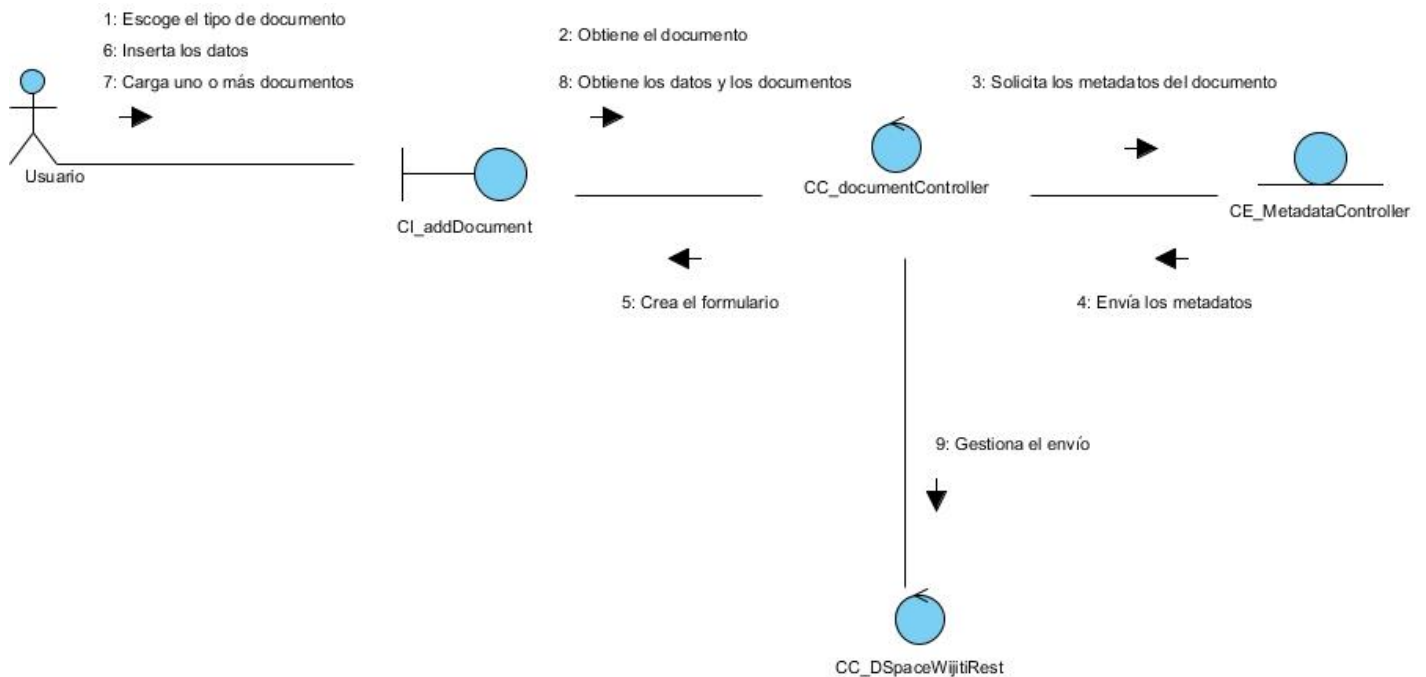 1: Escoge el tipo de documento
6: Inserta los datos
7: Carga uno o más documentos
2: Obtiene el documento
8: Obtiene los datos y los documentos
3: Solicita los metadatos del documento
Usuario
CI_addDocument
CC_documentController
CE_MetadataController
5: Crea el formulario
4: Envía los metadatos
9: Gestiona el envío
CC_DSpaceWijitiRest